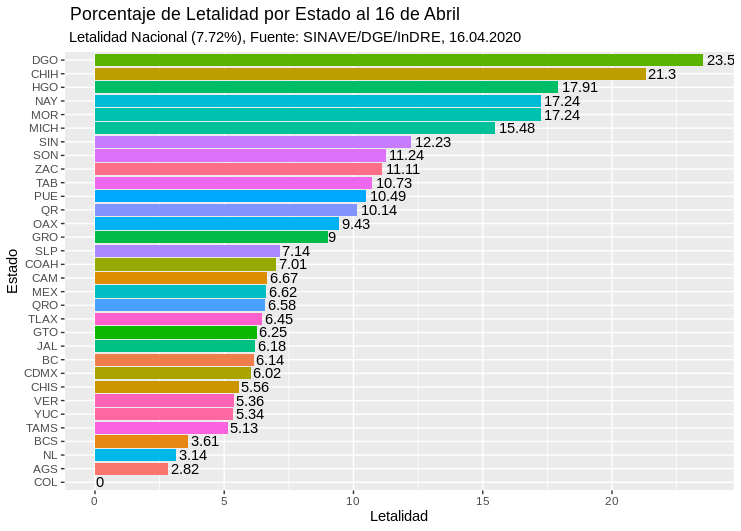 Porcentaje de Letalidad por Estado al 16 de Abril
Letalidad Nacional (7.72%), Fuente: SINAVE/DGE/InDRE, 16.04.2020
Estado
DGO 23.5
CHIH 21.3
HGO 17.91
NAY 17.24
MOR 17.24
MICH 15.48
SIN 12.23
SON 11.24
ZAC 11.11
TAB 10.73
PUE 10.49
QR 10.14
OAX 9.43
GRO 9
SLP 7.14
COAH 7.01
CAM 6.67
MEX 6.62
QRO 6.58
TLAX 6.45
GTO 6.25
JAL 6.18
BC 6.14
CDMX 6.02
CHIS 5.56
VER 5.36
YUC 5.34
TAMS 5.13
BCS 3.61
NL 3.14
AGS 2.82
COL 0
0 5 10 15 20
Letalidad